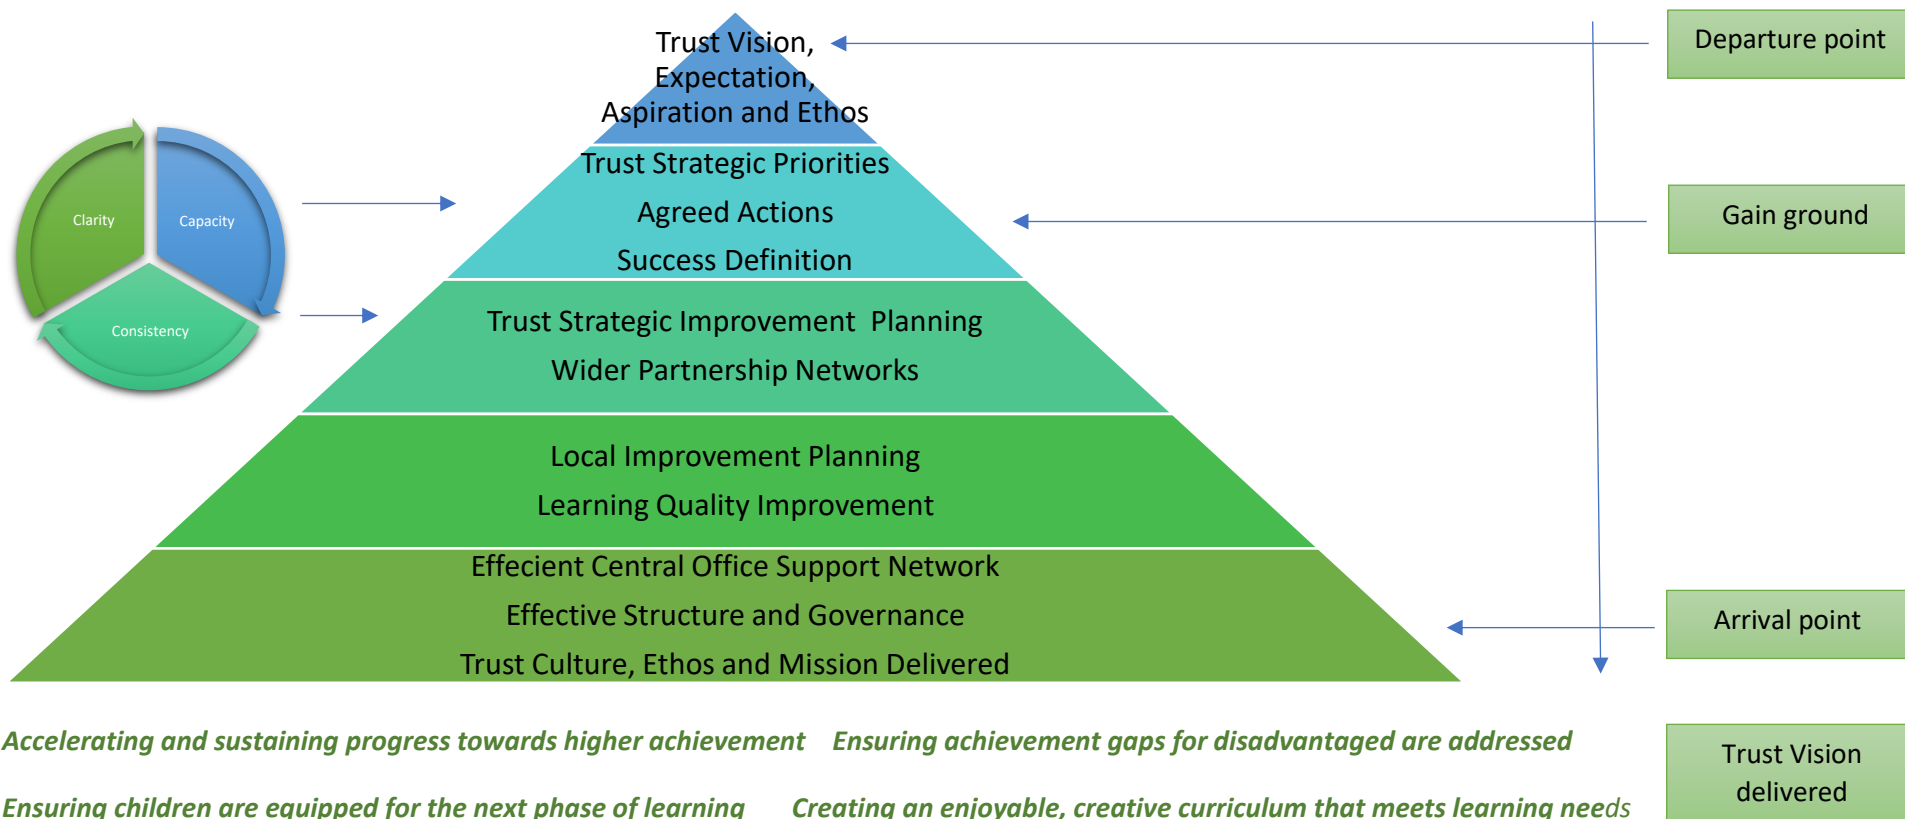 Trust Vision,
Expectation,
Aspiration and Ethos
Departure point
Clarity
Capacity
Consistency
Trust Strategic Priorities
Agreed Actions
Success Definition
Gain ground
Trust Strategic Improvement Planning
Wider Partnership Networks
Local Improvement Planning
Learning Quality Improvement
Effecient Central Office Support Network
Effective Structure and Governance
Trust Culture, Ethos and Mission Delivered
Arrival point
Accelerating and sustaining progress towards higher achievement Ensuring achievement gaps for disadvantaged are addressed
Ensuring children are equipped for the next phase of learning Creating an enjoyable, creative curriculum that meets learning needs
Trust Vision
delivered